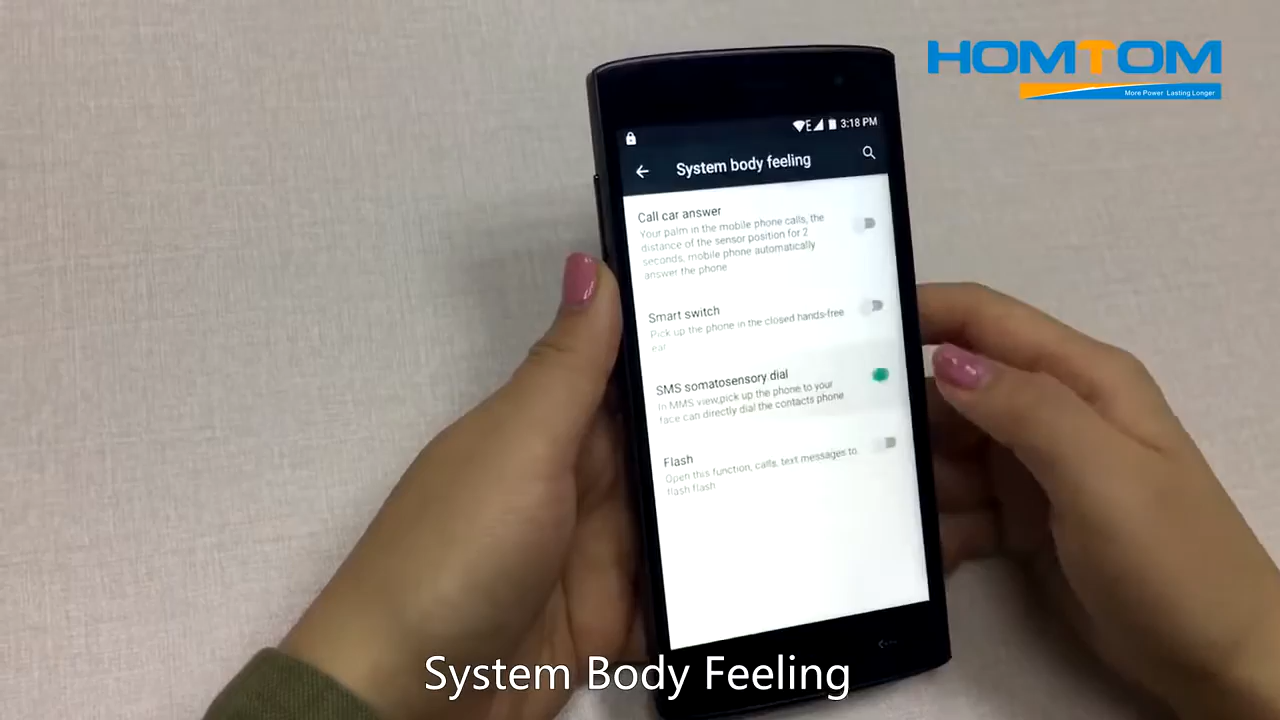 HOMTOM
More Power Lasting Longer
E 3:18 PM
System body feeling
Call car answer
Your palm in the mobile phone calls, the
distance of the sensor position for 2
seconds, mobile phone automatically
answer the phone
Smart switch
Pick up the phone in the closed hands-free
ear
SMS somatosensory dial
In MMS view,pick up the phone to your
face can directly dial the contacts phone
Flash
Open this function, calls, text messages to
flash flash
System Body Feeling